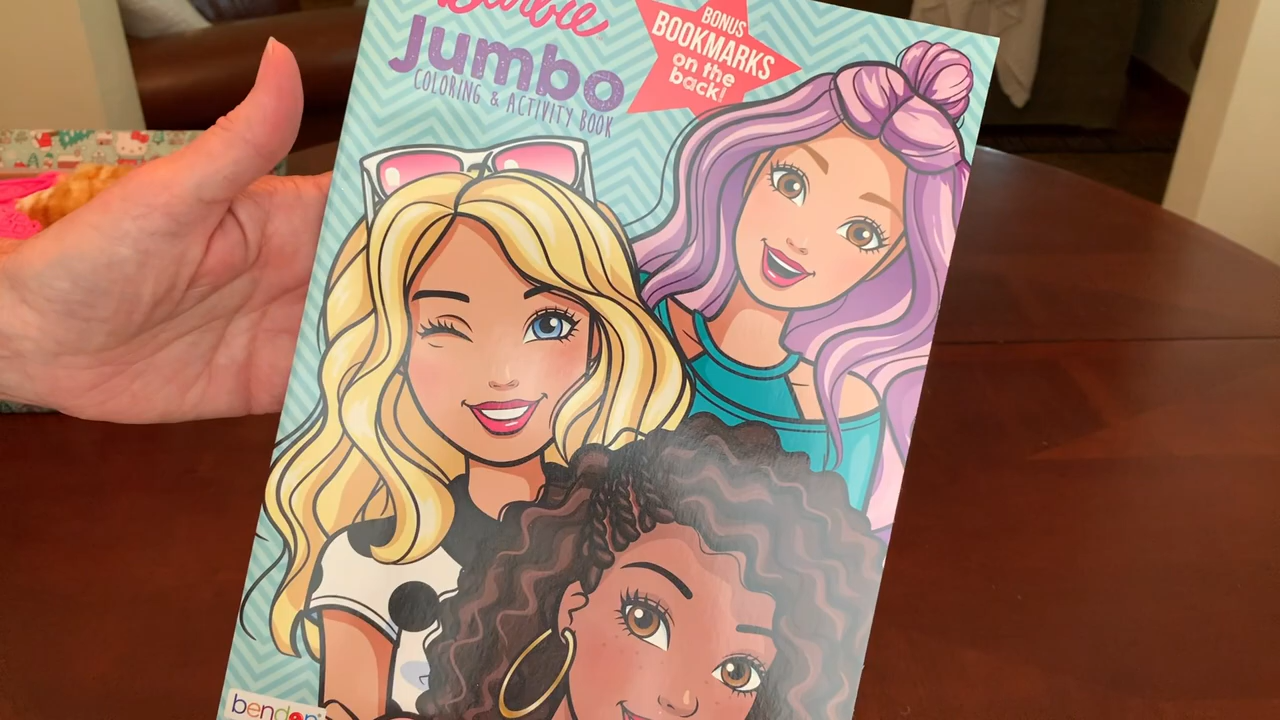 Barbie
Jumbo
COLORING & ACTIVITY BOOK
BONUS
BOOKMARKS
on the
back!
bendon